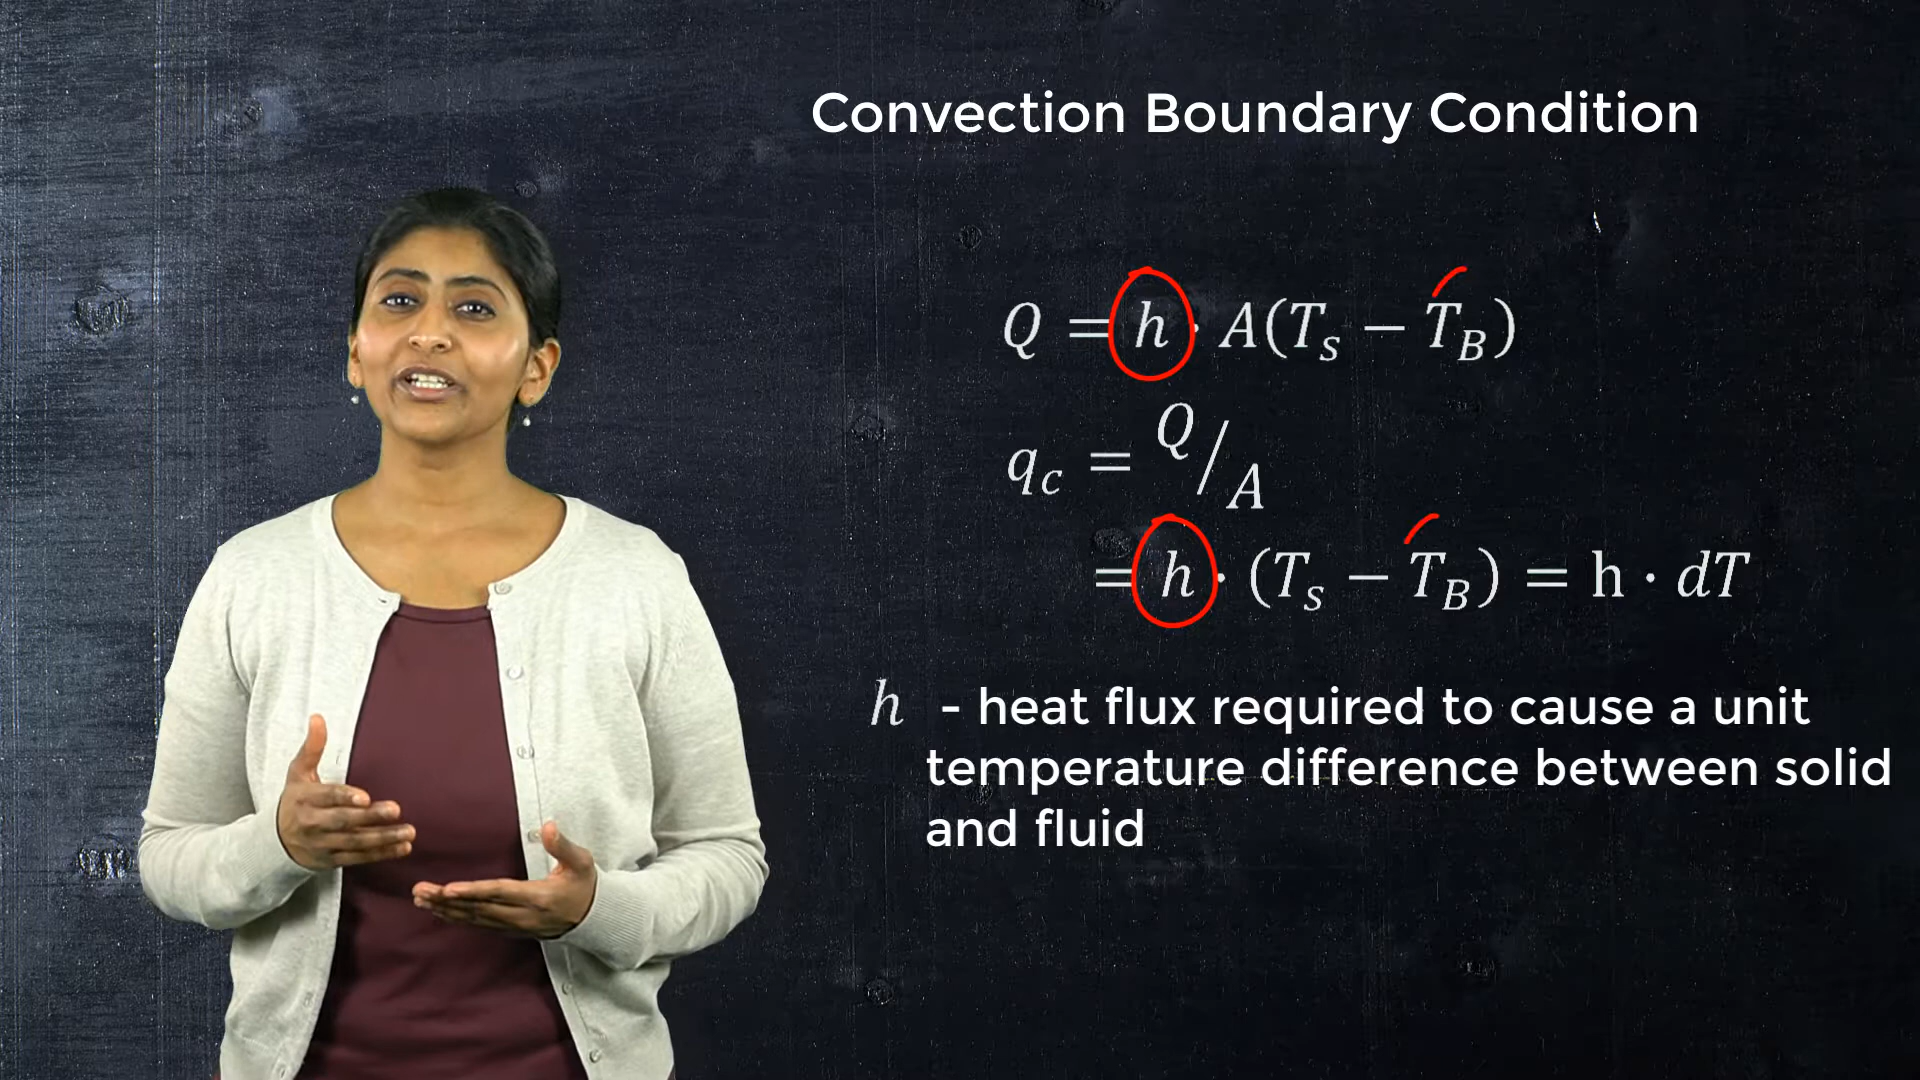 Convection Boundary Condition
Q = h · A(T_s − T_B)
q_c = Q/A
= h · (T_s − T_B) = h · dT
h - heat flux required to cause a unit
temperature difference between solid
and fluid